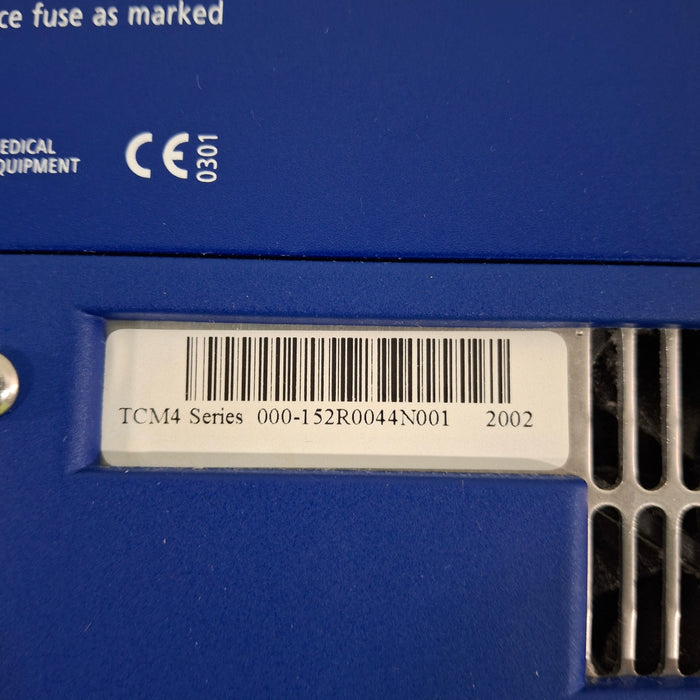 ce fuse as marked
EDICAL
QUIPMENT
CE
0301
TCM4 Series 000-152R0044N001 2002